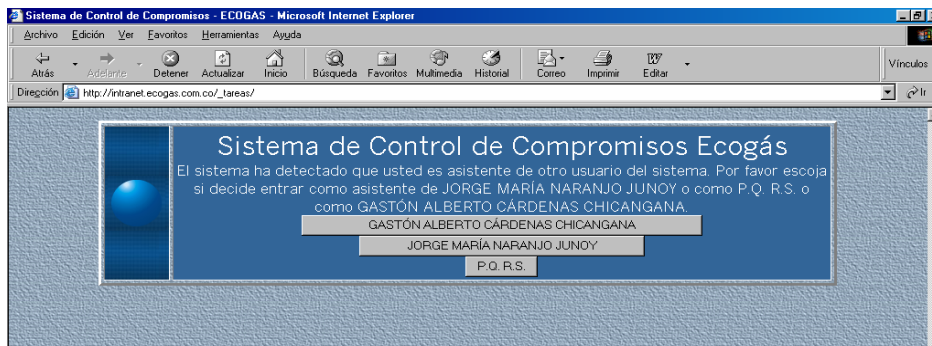 Sistema de Control de Compromisos - ECOGAS - Microsoft Internet Explorer
Archivo Edición Ver Favoritos Herramientas Ayuda
Atrás Adelante Detener Actualizar Inicio Búsqueda Favoritos Multimedia Historial Correo Imprimir Editar Vínculos
Dirección http://intranet.ecogas.com.co/_tareas/ Ir
Sistema de Control de Compromisos Ecogás
El sistema ha detectado que usted es asistente de otro usuario del sistema. Por favor escoja
si decide entrar como asistente de JORGE MARÍA NARANJO JUNOY o como P.Q. R.S. o
como GASTÓN ALBERTO CÁRDENAS CHICANGANA.
GASTÓN ALBERTO CÁRDENAS CHICANGANA
JORGE MARÍA NARANJO JUNOY
P.Q. R.S.